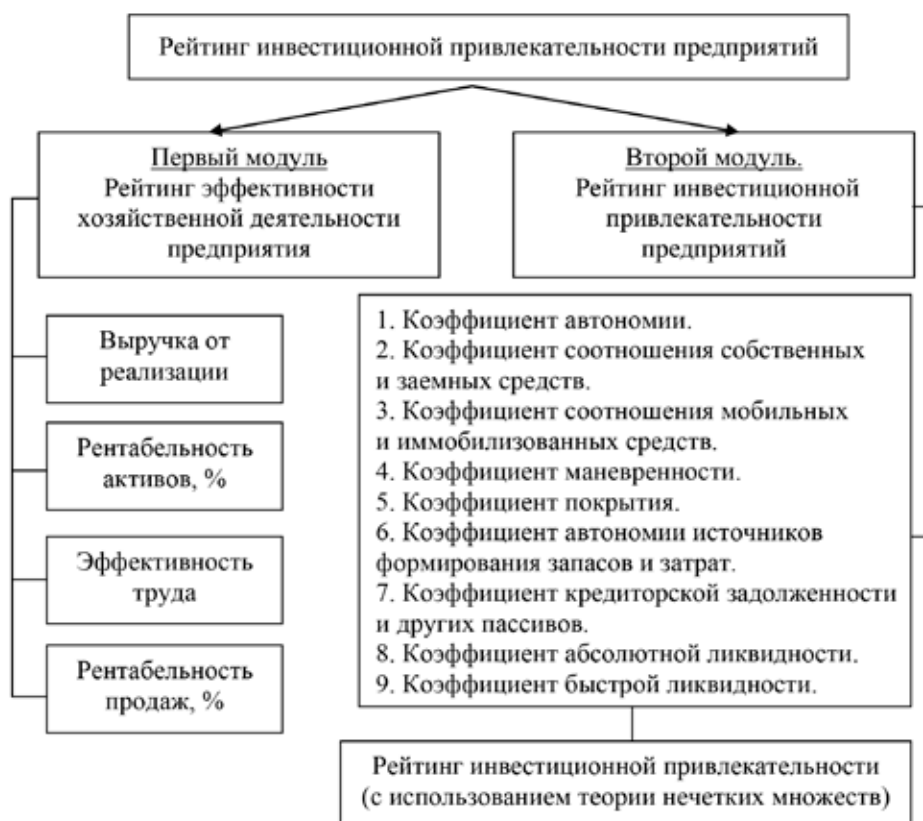 Рейтинг инвестиционной привлекательности предприятий
Первый модуль
Рейтинг эффективности
хозяйственной деятельности
предприятия
Второй модуль.
Рейтинг инвестиционной
привлекательности
предприятий
Выручка от
реализации
Рентабельность
активов, %
Эффективность
труда
Рентабельность
продаж, %
1. Коэффициент автономии.
2. Коэффициент соотношения собственных
и заемных средств.
3. Коэффициент соотношения мобильных
и иммобилизованных средств.
4. Коэффициент маневренности.
5. Коэффициент покрытия.
6. Коэффициент автономии источников
формирования запасов и затрат.
7. Коэффициент кредиторской задолженности
и других пассивов.
8. Коэффициент абсолютной ликвидности.
9. Коэффициент быстрой ликвидности.
Рейтинг инвестиционной привлекательности
(с использованием теории нечетких множеств)